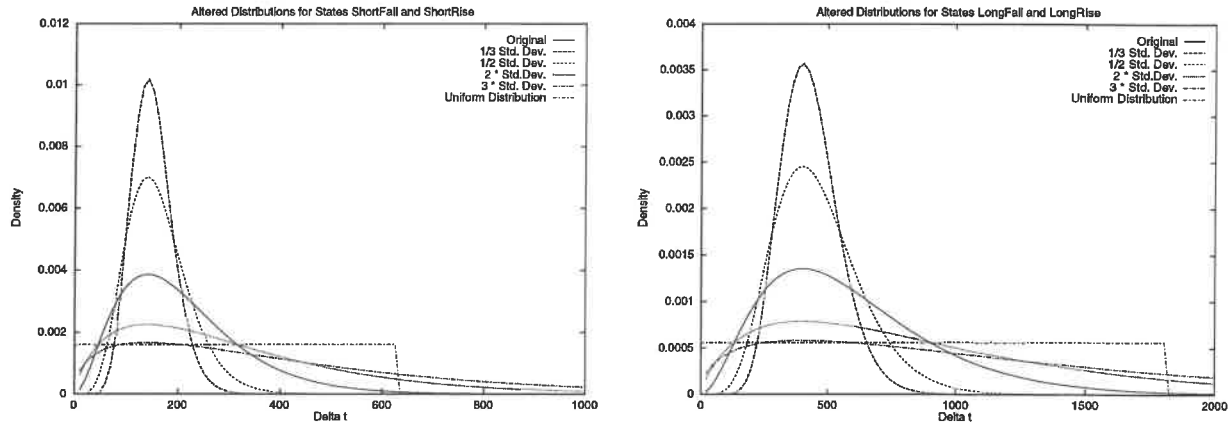 Altered Distributions for States ShortFall and ShortRise
0.012
0.01
0.008
0.006
0.004
0.002
0
Density
Original
1/3 Std. Dev.
1/2 Std. Dev.
2 * Std.Dev.
3 * Std. Dev.
Uniform Distribution
0
200
400
600
800
1000
Delta t
Altered Distributions for States LongFall and LongRise
0.004
0.0035
0.003
0.0025
0.002
0.0015
0.001
0.0005
0
Density
Original
1/3 Std. Dev.
1/2 Std. Dev.
2 * Std.Dev.
3 * Std. Dev.
Uniform Distribution
0
500
1000
1500
2000
Delta t